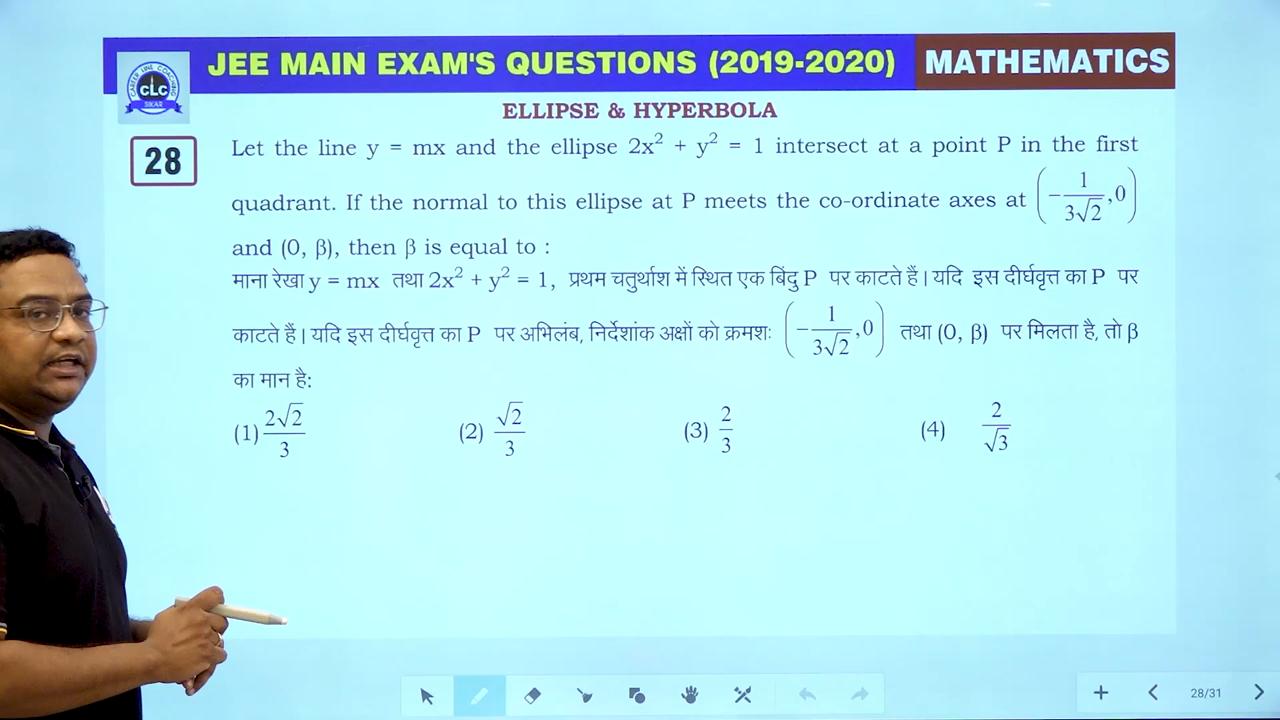 JEE MAIN EXAM'S QUESTIONS (2019-2020) MATHEMATICS
CAREER LINE COACHING
CLC
SIKAR
ELLIPSE & HYPERBOLA
28
Let the line y = mx and the ellipse 2x² + y² = 1 intersect at a point P in the first
quadrant. If the normal to this ellipse at P meets the co-ordinate axes at (-1/3√2, 0)
and (0, β), then β is equal to :
माना रेखा y = mx तथा 2x² + y² = 1, प्रथम चतुर्थाश में स्थित एक बिंदु P पर काटते हैं। यदि इस दीर्घवृत्त का P पर
काटते हैं। यदि इस दीर्घवृत्त का P पर अभिलंब, निर्देशांक अक्षों को क्रमशः (-1/3√2, 0) तथा (0, β) पर मिलता है, तो β
का मान है:
(1) 2√2/3 (2) √2/3 (3) 2/3 (4) 2/√3
28/31